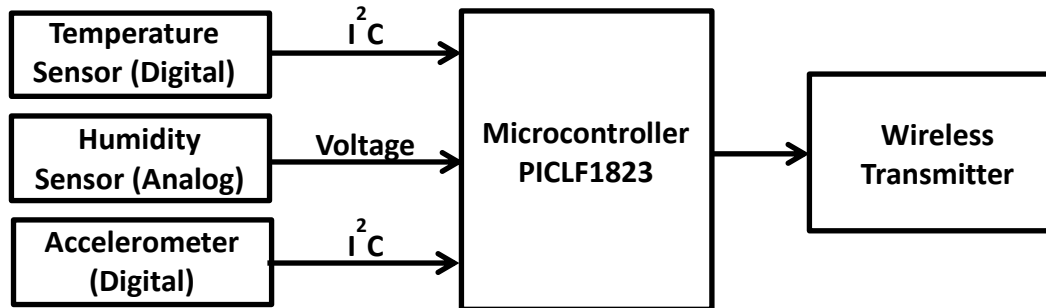 Temperature
Sensor (Digital)
I²C
Humidity
Sensor (Analog)
Voltage
Accelerometer
(Digital)
I²C
Microcontroller
PICLF1823
Wireless
Transmitter